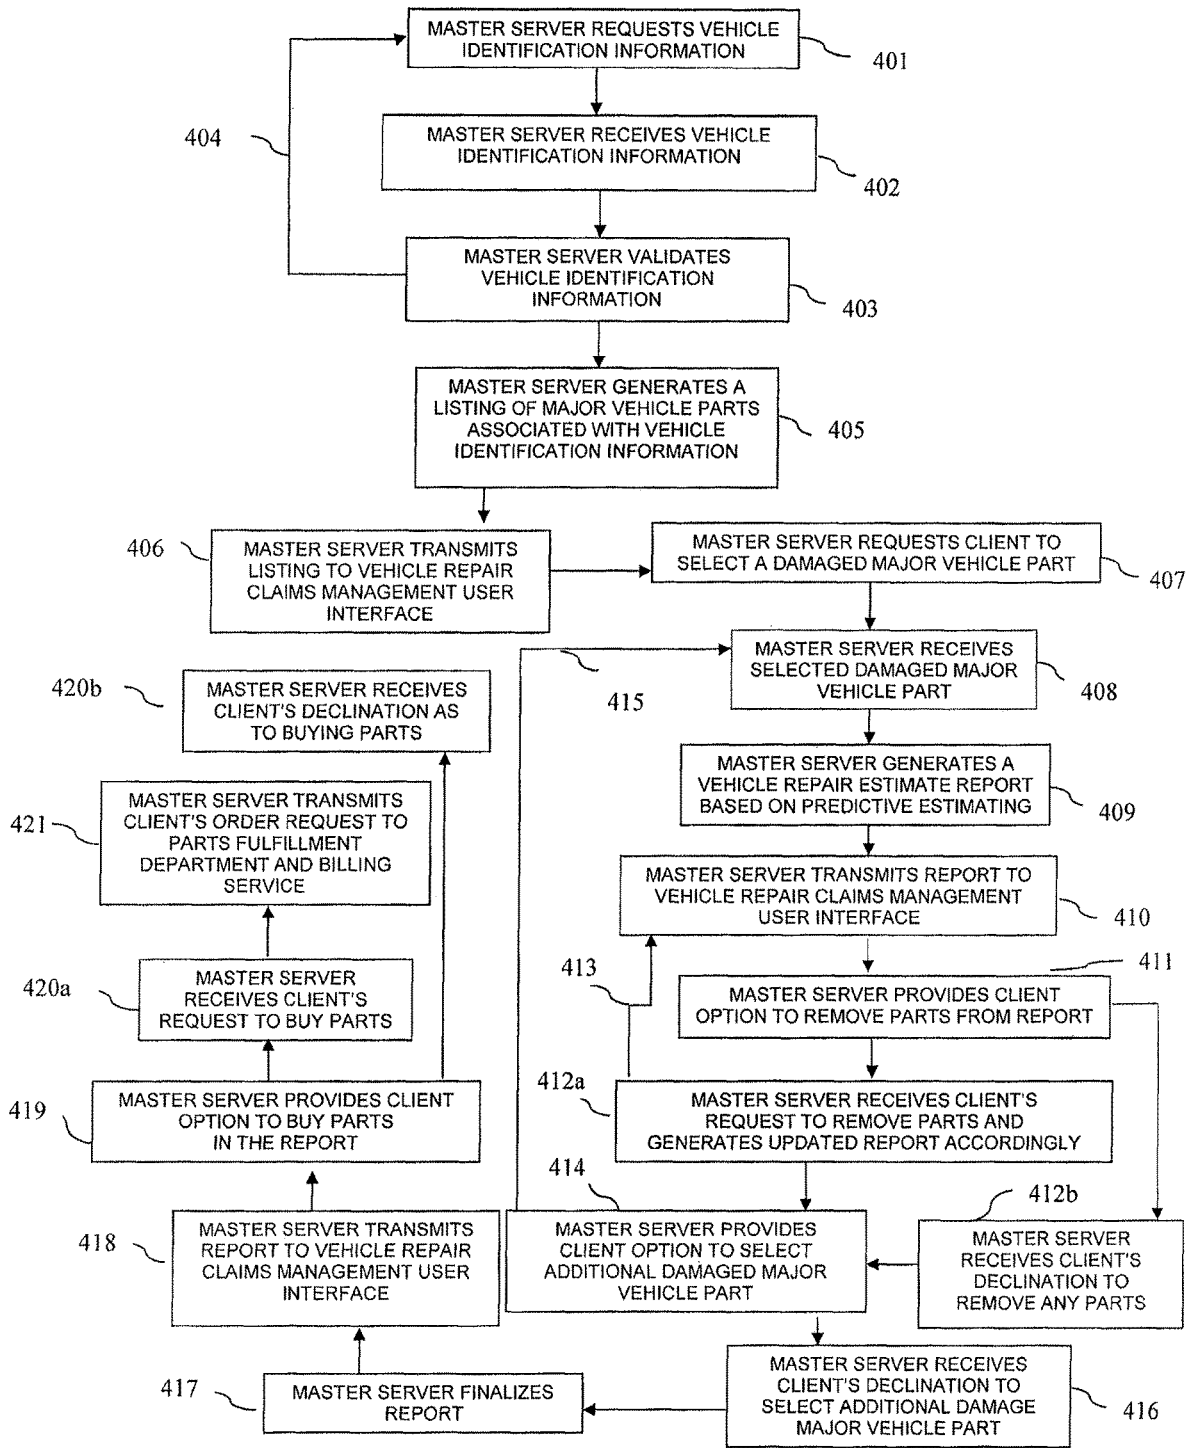 MASTER SERVER REQUESTS VEHICLE
IDENTIFICATION INFORMATION
401
404
MASTER SERVER RECEIVES VEHICLE
IDENTIFICATION INFORMATION
402
MASTER SERVER VALIDATES
VEHICLE IDENTIFICATION
INFORMATION
403
MASTER SERVER GENERATES A
LISTING OF MAJOR VEHICLE PARTS
ASSOCIATED WITH VEHICLE
IDENTIFICATION INFORMATION
405
406
MASTER SERVER TRANSMITS
LISTING TO VEHICLE REPAIR
CLAIMS MANAGEMENT USER
INTERFACE
MASTER SERVER REQUESTS CLIENT TO
SELECT A DAMAGED MAJOR VEHICLE PART
407
MASTER SERVER RECEIVES
SELECTED DAMAGED MAJOR
VEHICLE PART
408
415
420b
MASTER SERVER RECEIVES
CLIENT'S DECLINATION AS
TO BUYING PARTS
MASTER SERVER GENERATES A
VEHICLE REPAIR ESTIMATE REPORT
BASED ON PREDICTIVE ESTIMATING
409
421
MASTER SERVER TRANSMITS
CLIENT'S ORDER REQUEST TO
PARTS FULFILLMENT
DEPARTMENT AND BILLING
SERVICE
MASTER SERVER TRANSMITS REPORT TO
VEHICLE REPAIR CLAIMS MANAGEMENT
USER INTERFACE
410
413
411
420a
MASTER SERVER
RECEIVES CLIENT'S
REQUEST TO BUY PARTS
MASTER SERVER PROVIDES CLIENT
OPTION TO REMOVE PARTS FROM REPORT
412a
MASTER SERVER RECEIVES CLIENT'S
REQUEST TO REMOVE PARTS AND
GENERATES UPDATED REPORT ACCORDINGLY
419
MASTER SERVER PROVIDES CLIENT
OPTION TO BUY PARTS
IN THE REPORT
414
412b
MASTER SERVER PROVIDES
CLIENT OPTION TO SELECT
ADDITIONAL DAMAGED MAJOR
VEHICLE PART
MASTER SERVER
RECEIVES CLIENT'S
DECLINATION TO
REMOVE ANY PARTS
418
MASTER SERVER TRANSMITS
REPORT TO VEHICLE REPAIR
CLAIMS MANAGEMENT USER
INTERFACE
417
MASTER SERVER FINALIZES
REPORT
MASTER SERVER RECEIVES
CLIENT'S DECLINATION TO
SELECT ADDITIONAL DAMAGE
MAJOR VEHICLE PART
416